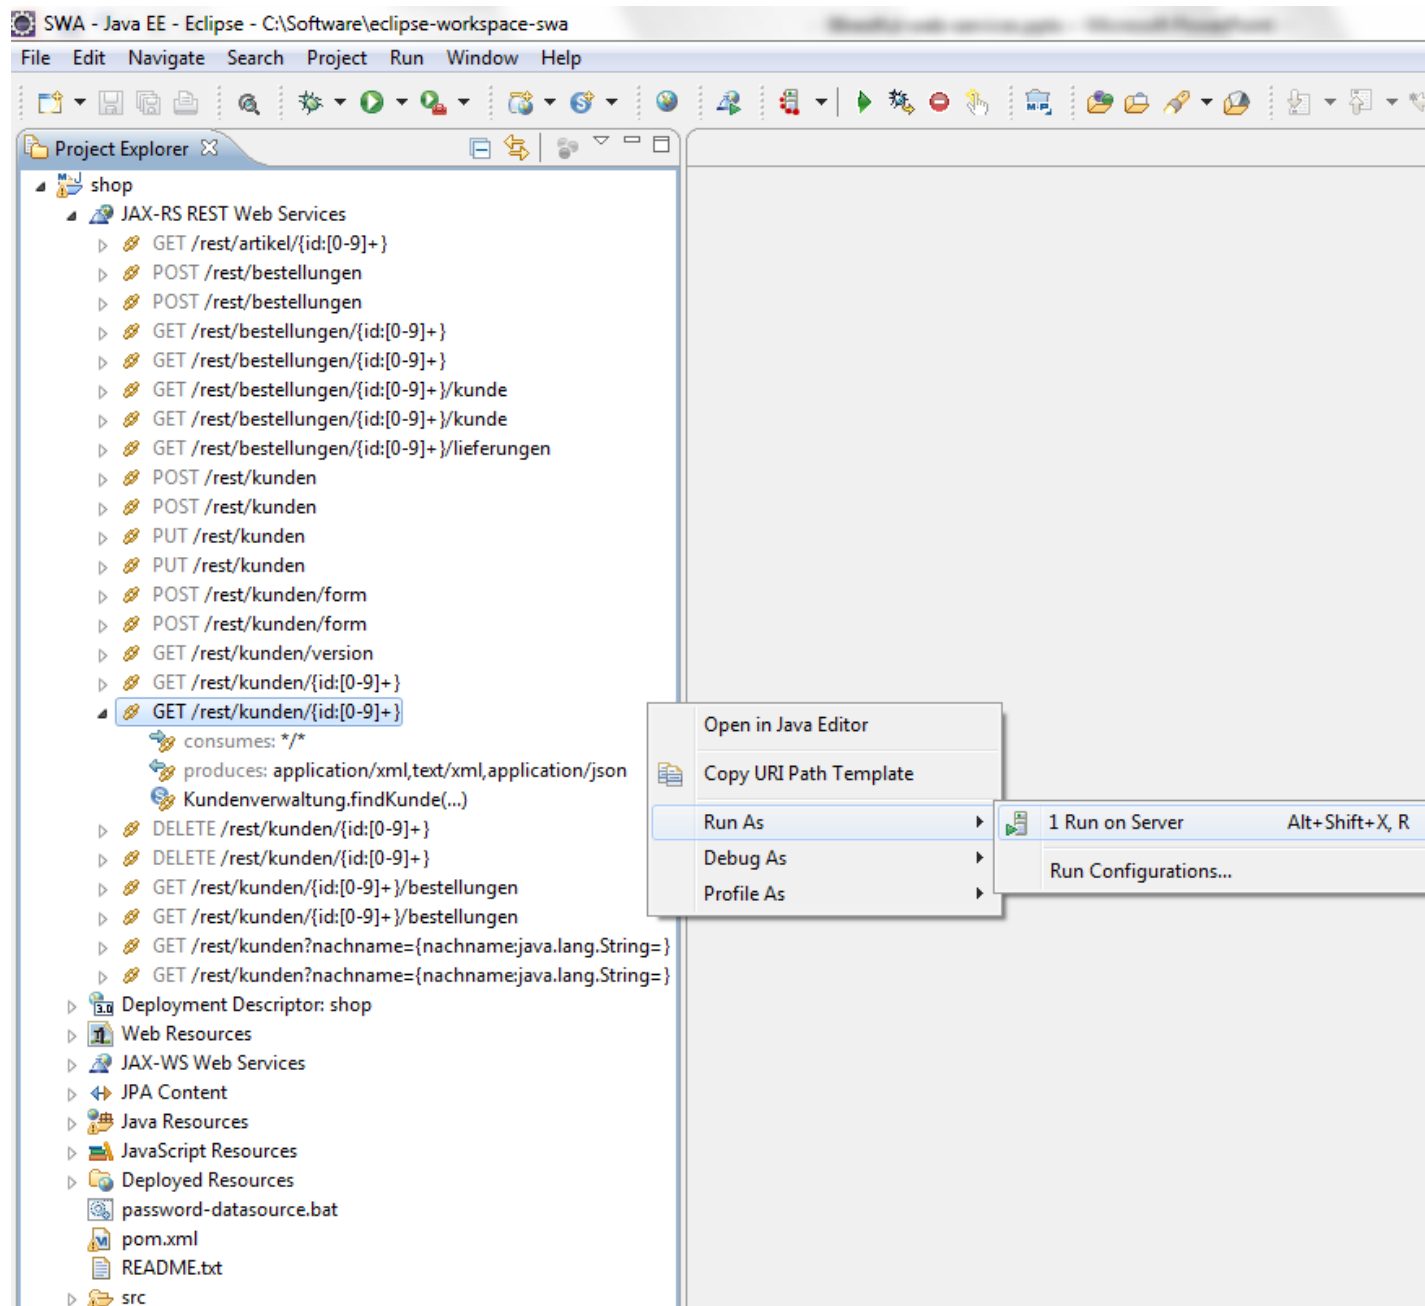 SWA - Java EE - Eclipse - C:\Software\eclipse-workspace-swa
File Edit Navigate Search Project Run Window Help
Project Explorer
shop
JAX-RS REST Web Services
GET /rest/artikel/{id:[0-9]+}
POST /rest/bestellungen
POST /rest/bestellungen
GET /rest/bestellungen/{id:[0-9]+}
GET /rest/bestellungen/{id:[0-9]+}
GET /rest/bestellungen/{id:[0-9]+}/kunde
GET /rest/bestellungen/{id:[0-9]+}/kunde
GET /rest/bestellungen/{id:[0-9]+}/lieferungen
POST /rest/kunden
POST /rest/kunden
PUT /rest/kunden
PUT /rest/kunden
POST /rest/kunden/form
POST /rest/kunden/form
GET /rest/kunden/version
GET /rest/kunden/{id:[0-9]+}
GET /rest/kunden/{id:[0-9]+}
consumes: */*
produces: application/xml,text/xml,application/json
Kundenverwaltung.findKunde(...)
DELETE /rest/kunden/{id:[0-9]+}
DELETE /rest/kunden/{id:[0-9]+}
GET /rest/kunden/{id:[0-9]+}/bestellungen
GET /rest/kunden/{id:[0-9]+}/bestellungen
GET /rest/kunden?nachname={nachname:java.lang.String=}
GET /rest/kunden?nachname={nachname:java.lang.String=}
Deployment Descriptor: shop
Web Resources
JAX-WS Web Services
JPA Content
Java Resources
JavaScript Resources
Deployed Resources
password-datasource.bat
pom.xml
README.txt
src
Open in Java Editor
Copy URI Path Template
Run As
Debug As
Profile As
1 Run on Server Alt+Shift+X, R
Run Configurations...